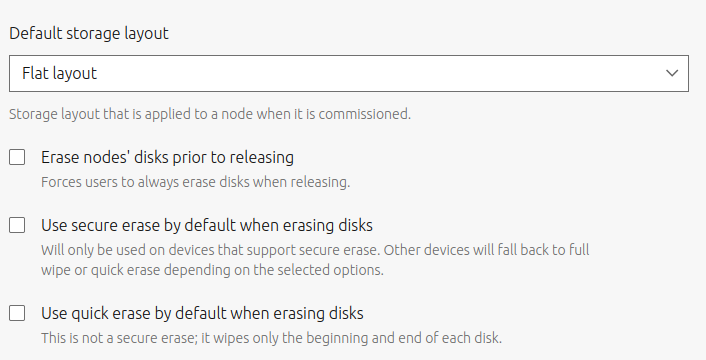 Default storage layout
Flat layout
Storage layout that is applied to a node when it is commissioned.
Erase nodes' disks prior to releasing
Forces users to always erase disks when releasing.
Use secure erase by default when erasing disks
Will only be used on devices that support secure erase. Other devices will fall back to full
wipe or quick erase depending on the selected options.
Use quick erase by default when erasing disks
This is not a secure erase; it wipes only the beginning and end of each disk.